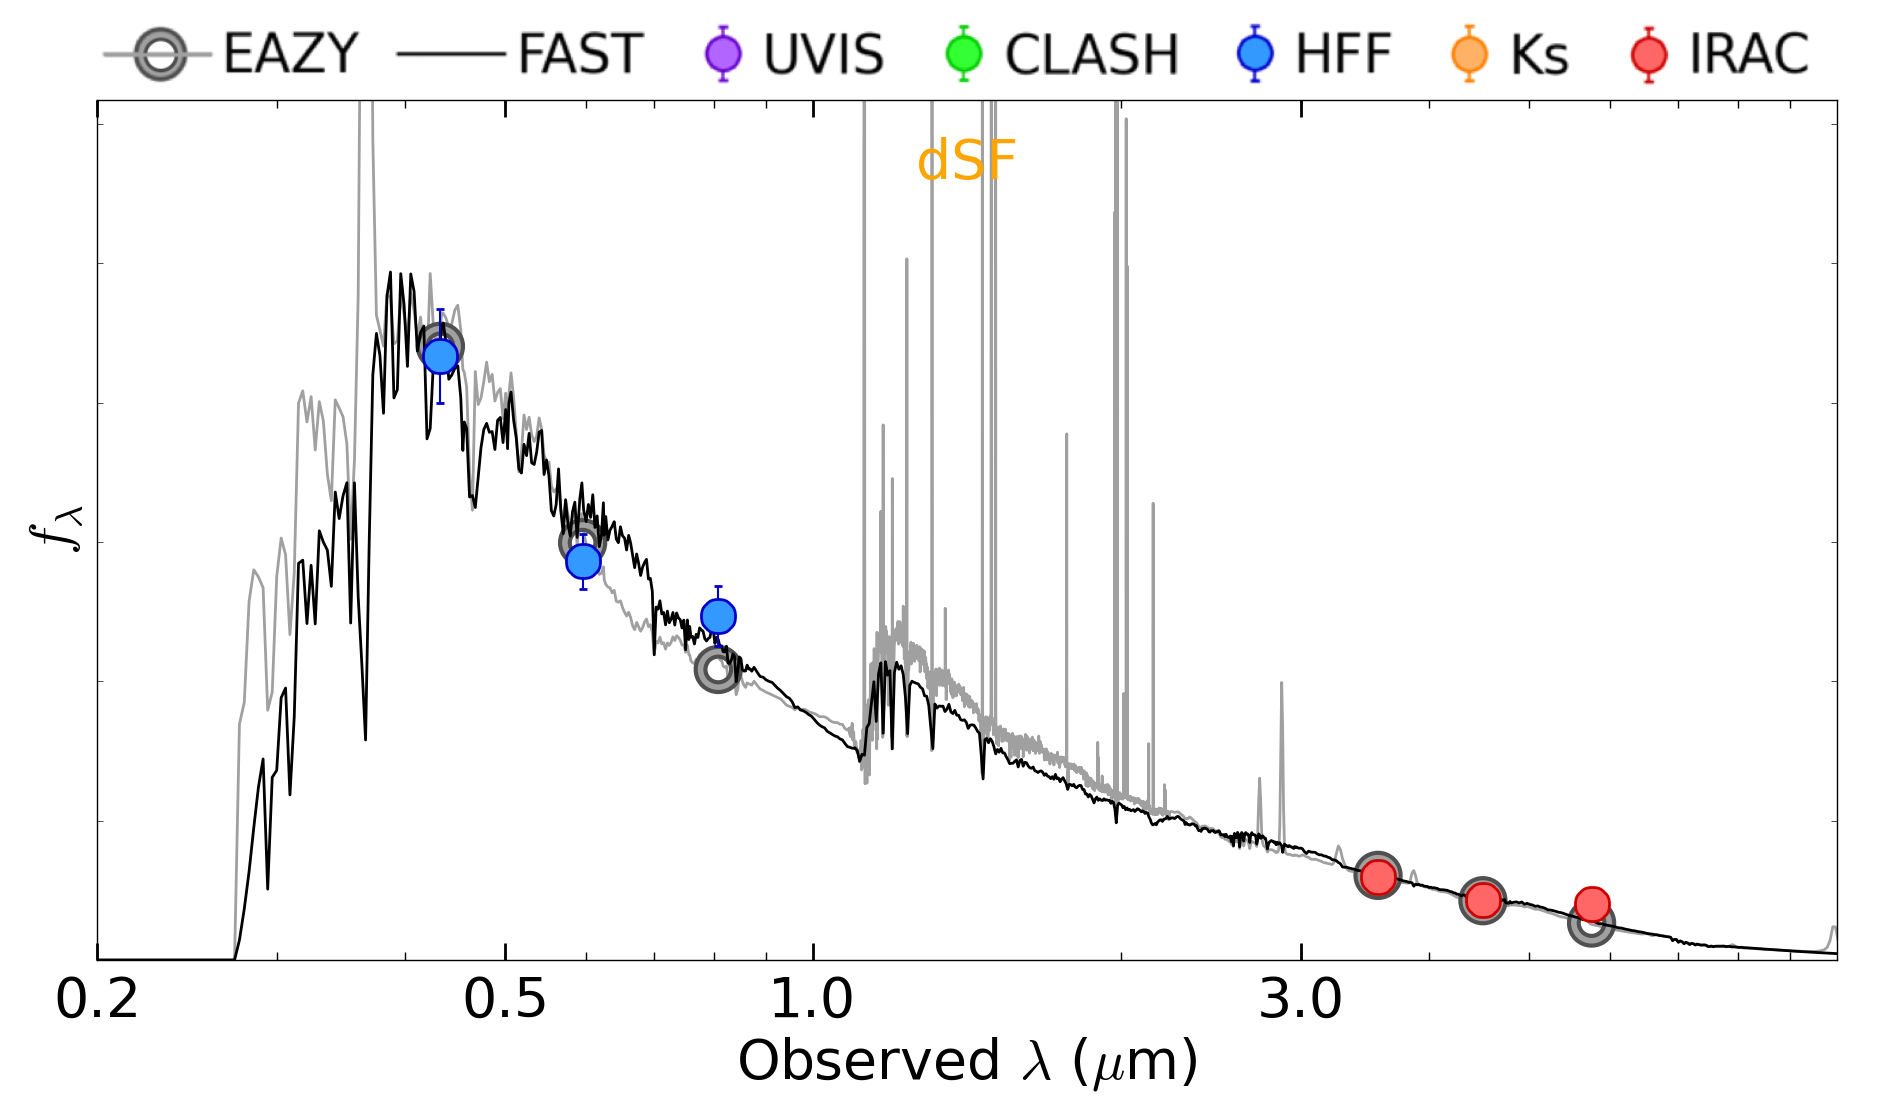 EAZY FAST UVIS CLASH HFF Ks IRAC
dSF
fλ
0.2 0.5 1.0 3.0
Observed λ (μm)